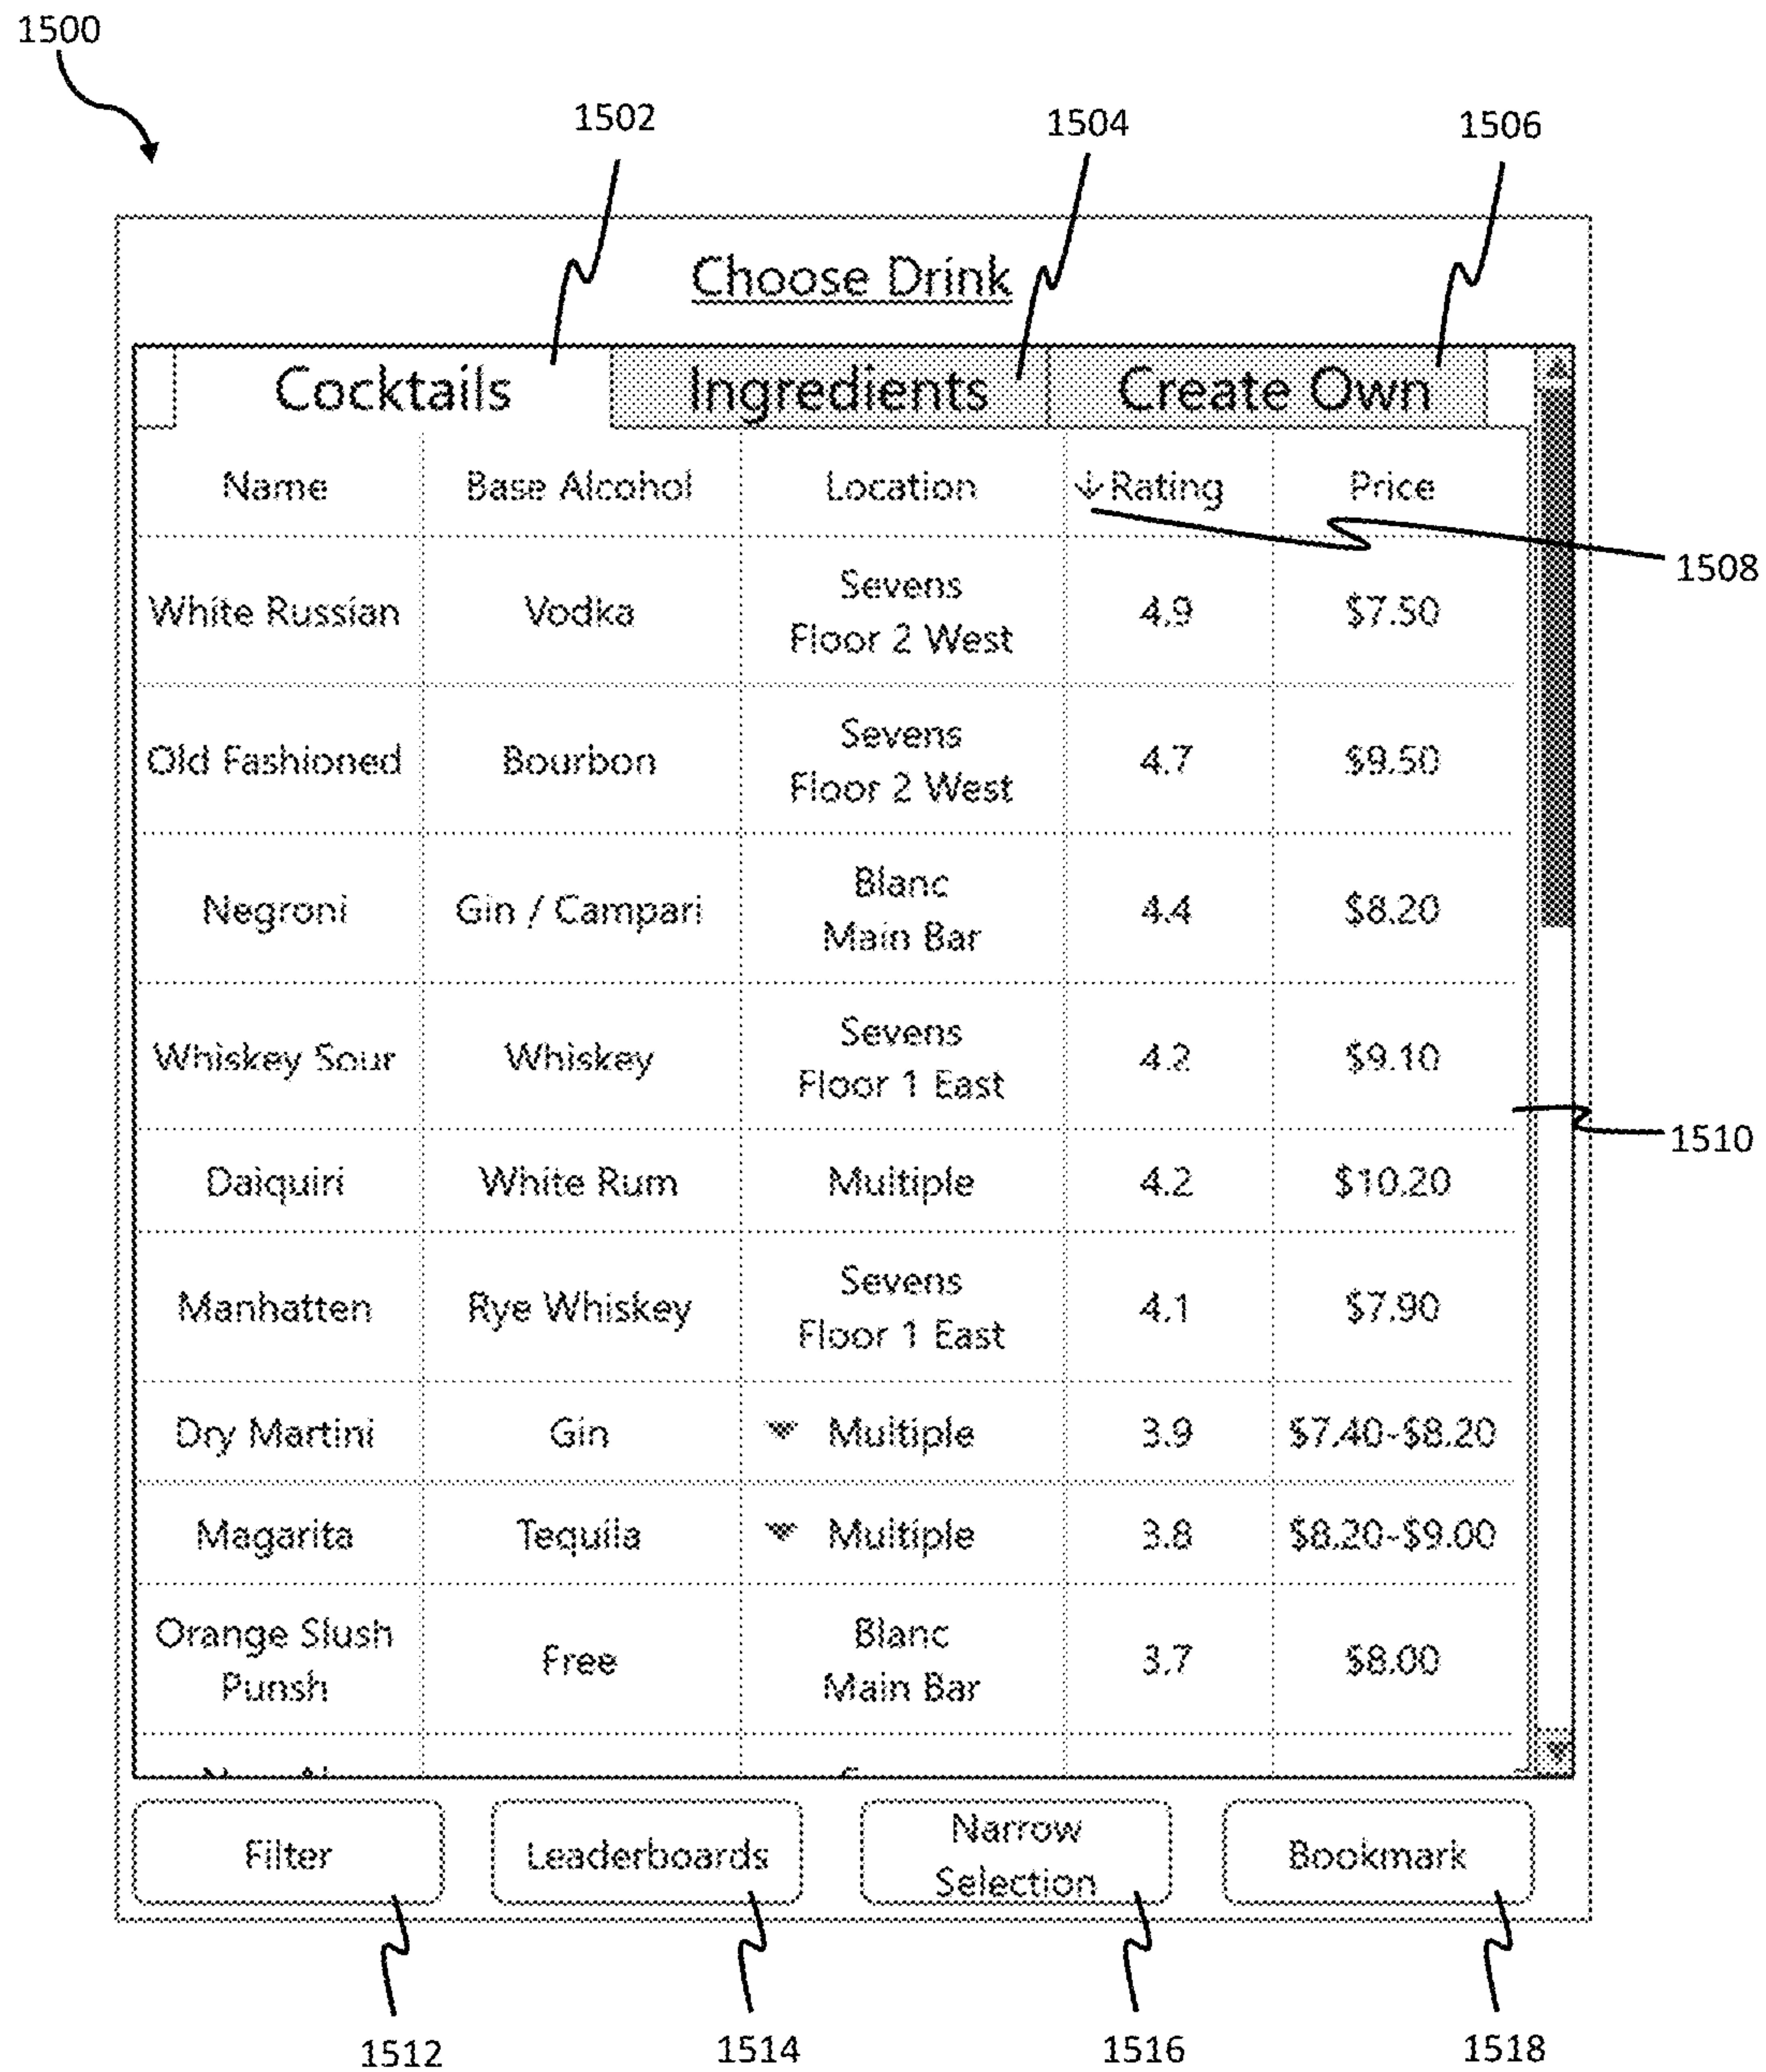 1500
1502
1504
1506
Choose Drink
Cocktails Ingredients Create Own
Name Base Alcohol Location ↓Rating Price
1508
White Russian Vodka Sevens Floor 2 West 4.9 $7.50
Old Fashioned Bourbon Sevens Floor 2 West 4.7 $9.50
Negroni Gin / Campari Blanc Main Bar 4.4 $8.20
Whiskey Sour Whiskey Sevens Floor 1 East 4.2 $9.10
1510
Daiquiri White Rum Multiple 4.2 $10.20
Manhatten Rye Whiskey Sevens Floor 1 East 4.1 $7.90
Dry Martini Gin Multiple 3.9 $7.40-$8.20
Magarita Tequila Multiple 3.8 $8.20-$9.00
Orange Slush Punsh Free Blanc Main Bar 3.7 $8.00
Filter
Leaderboards
Narrow
Selection
Bookmark
1512
1514
1516
1518